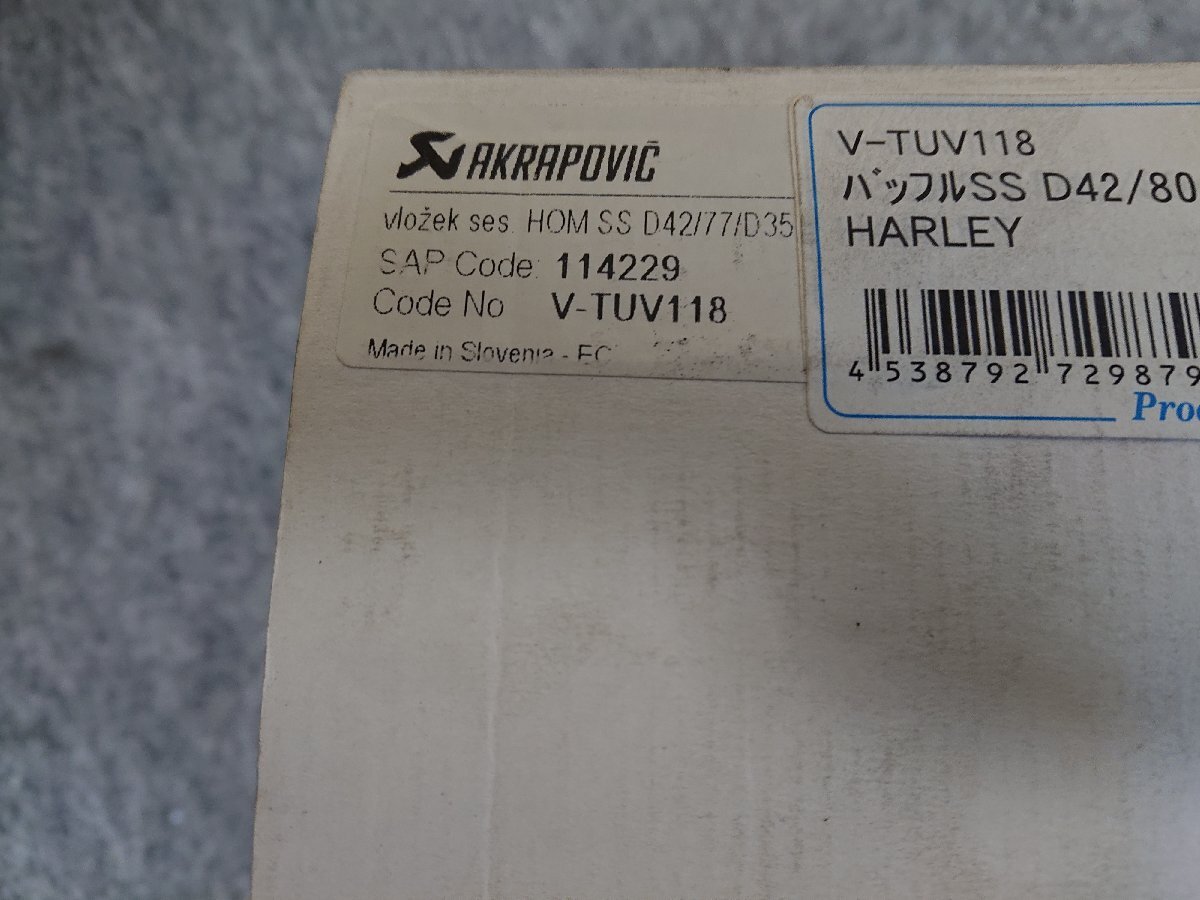 AKRAPOVIČ
vložek ses. HOM SS D42/77/D35
SAP Code: 114229
Code No V-TUV118
Made in Slovenia - EC
V-TUV118
バッフルSS D42/80
HARLEY
4 538792 729879